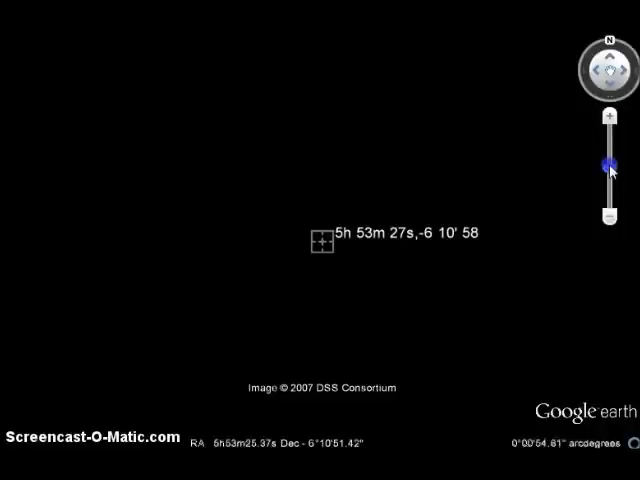 N
5h 53m 27s,-6 10' 58
Image © 2007 DSS Consortium
Google earth
Screencast-O-Matic.com
RA 5h53m25.37s Dec - 6°10'51.42" 0°00'54.61" arcdegrees